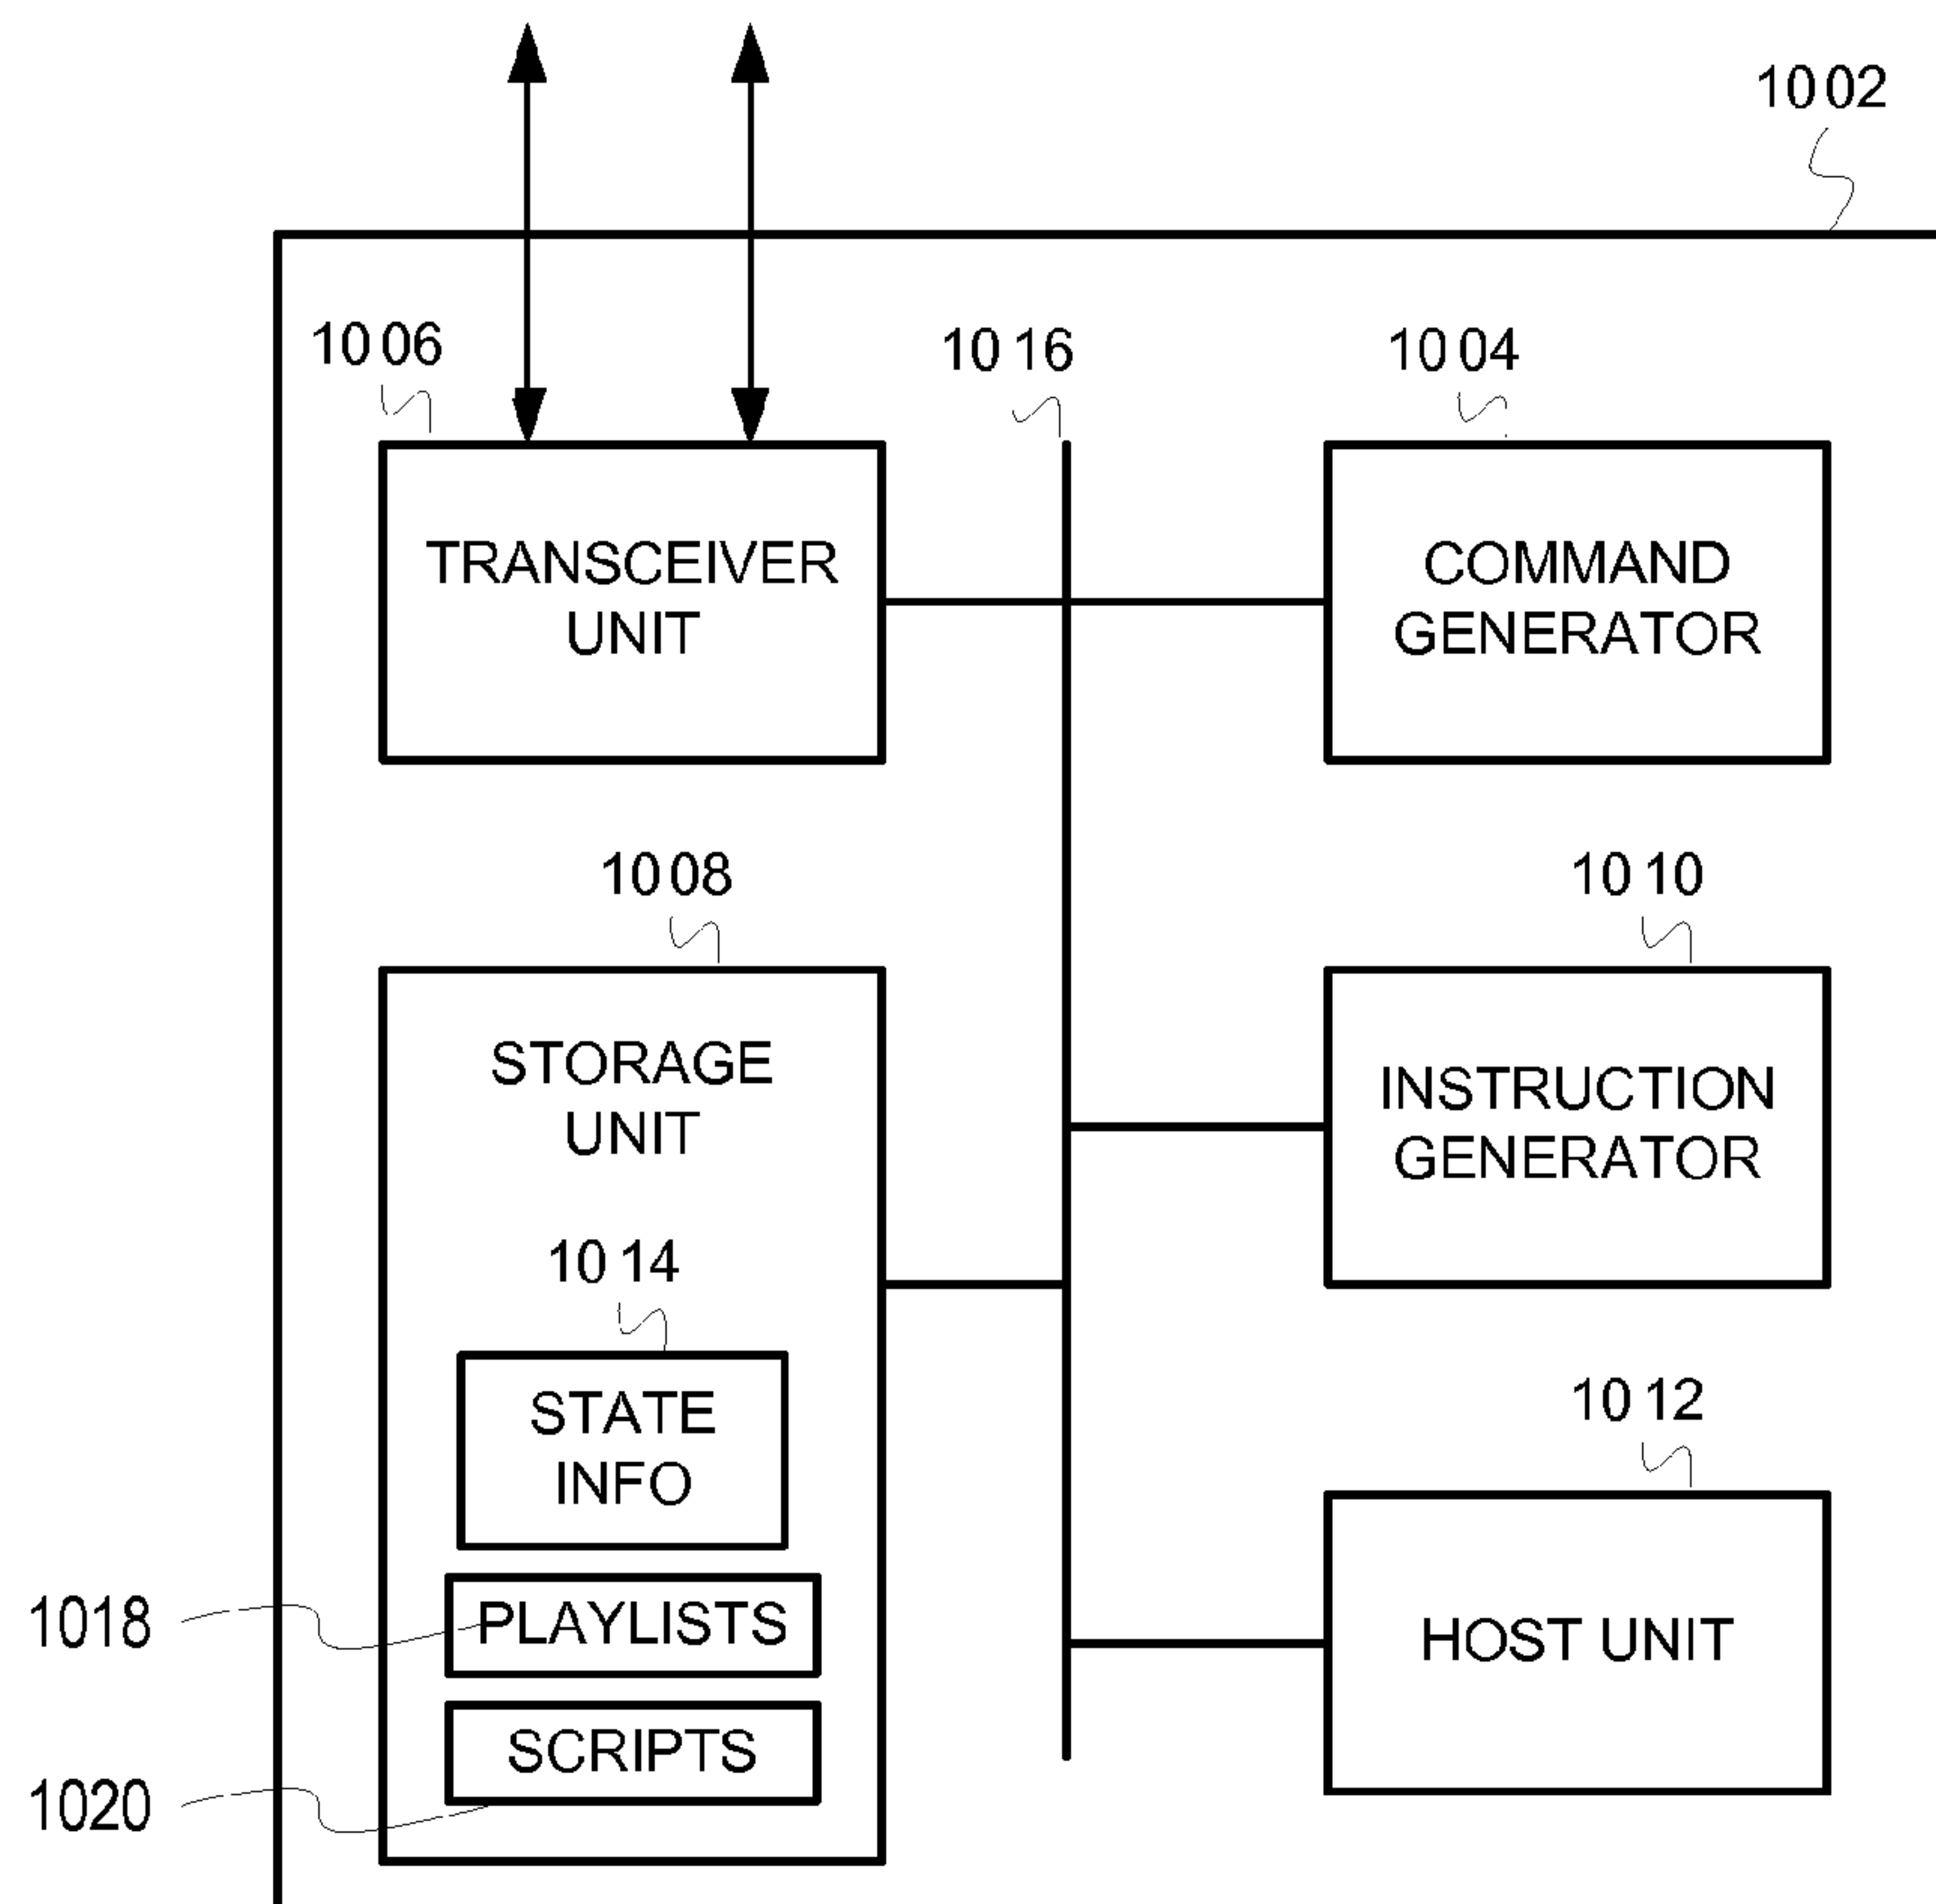 1002
1006
1016
1004
TRANSCEIVER
UNIT
COMMAND
GENERATOR
1008
1010
STORAGE
UNIT
INSTRUCTION
GENERATOR
1014
STATE
INFO
1012
1018
PLAYLISTS
HOST UNIT
SCRIPTS
1020